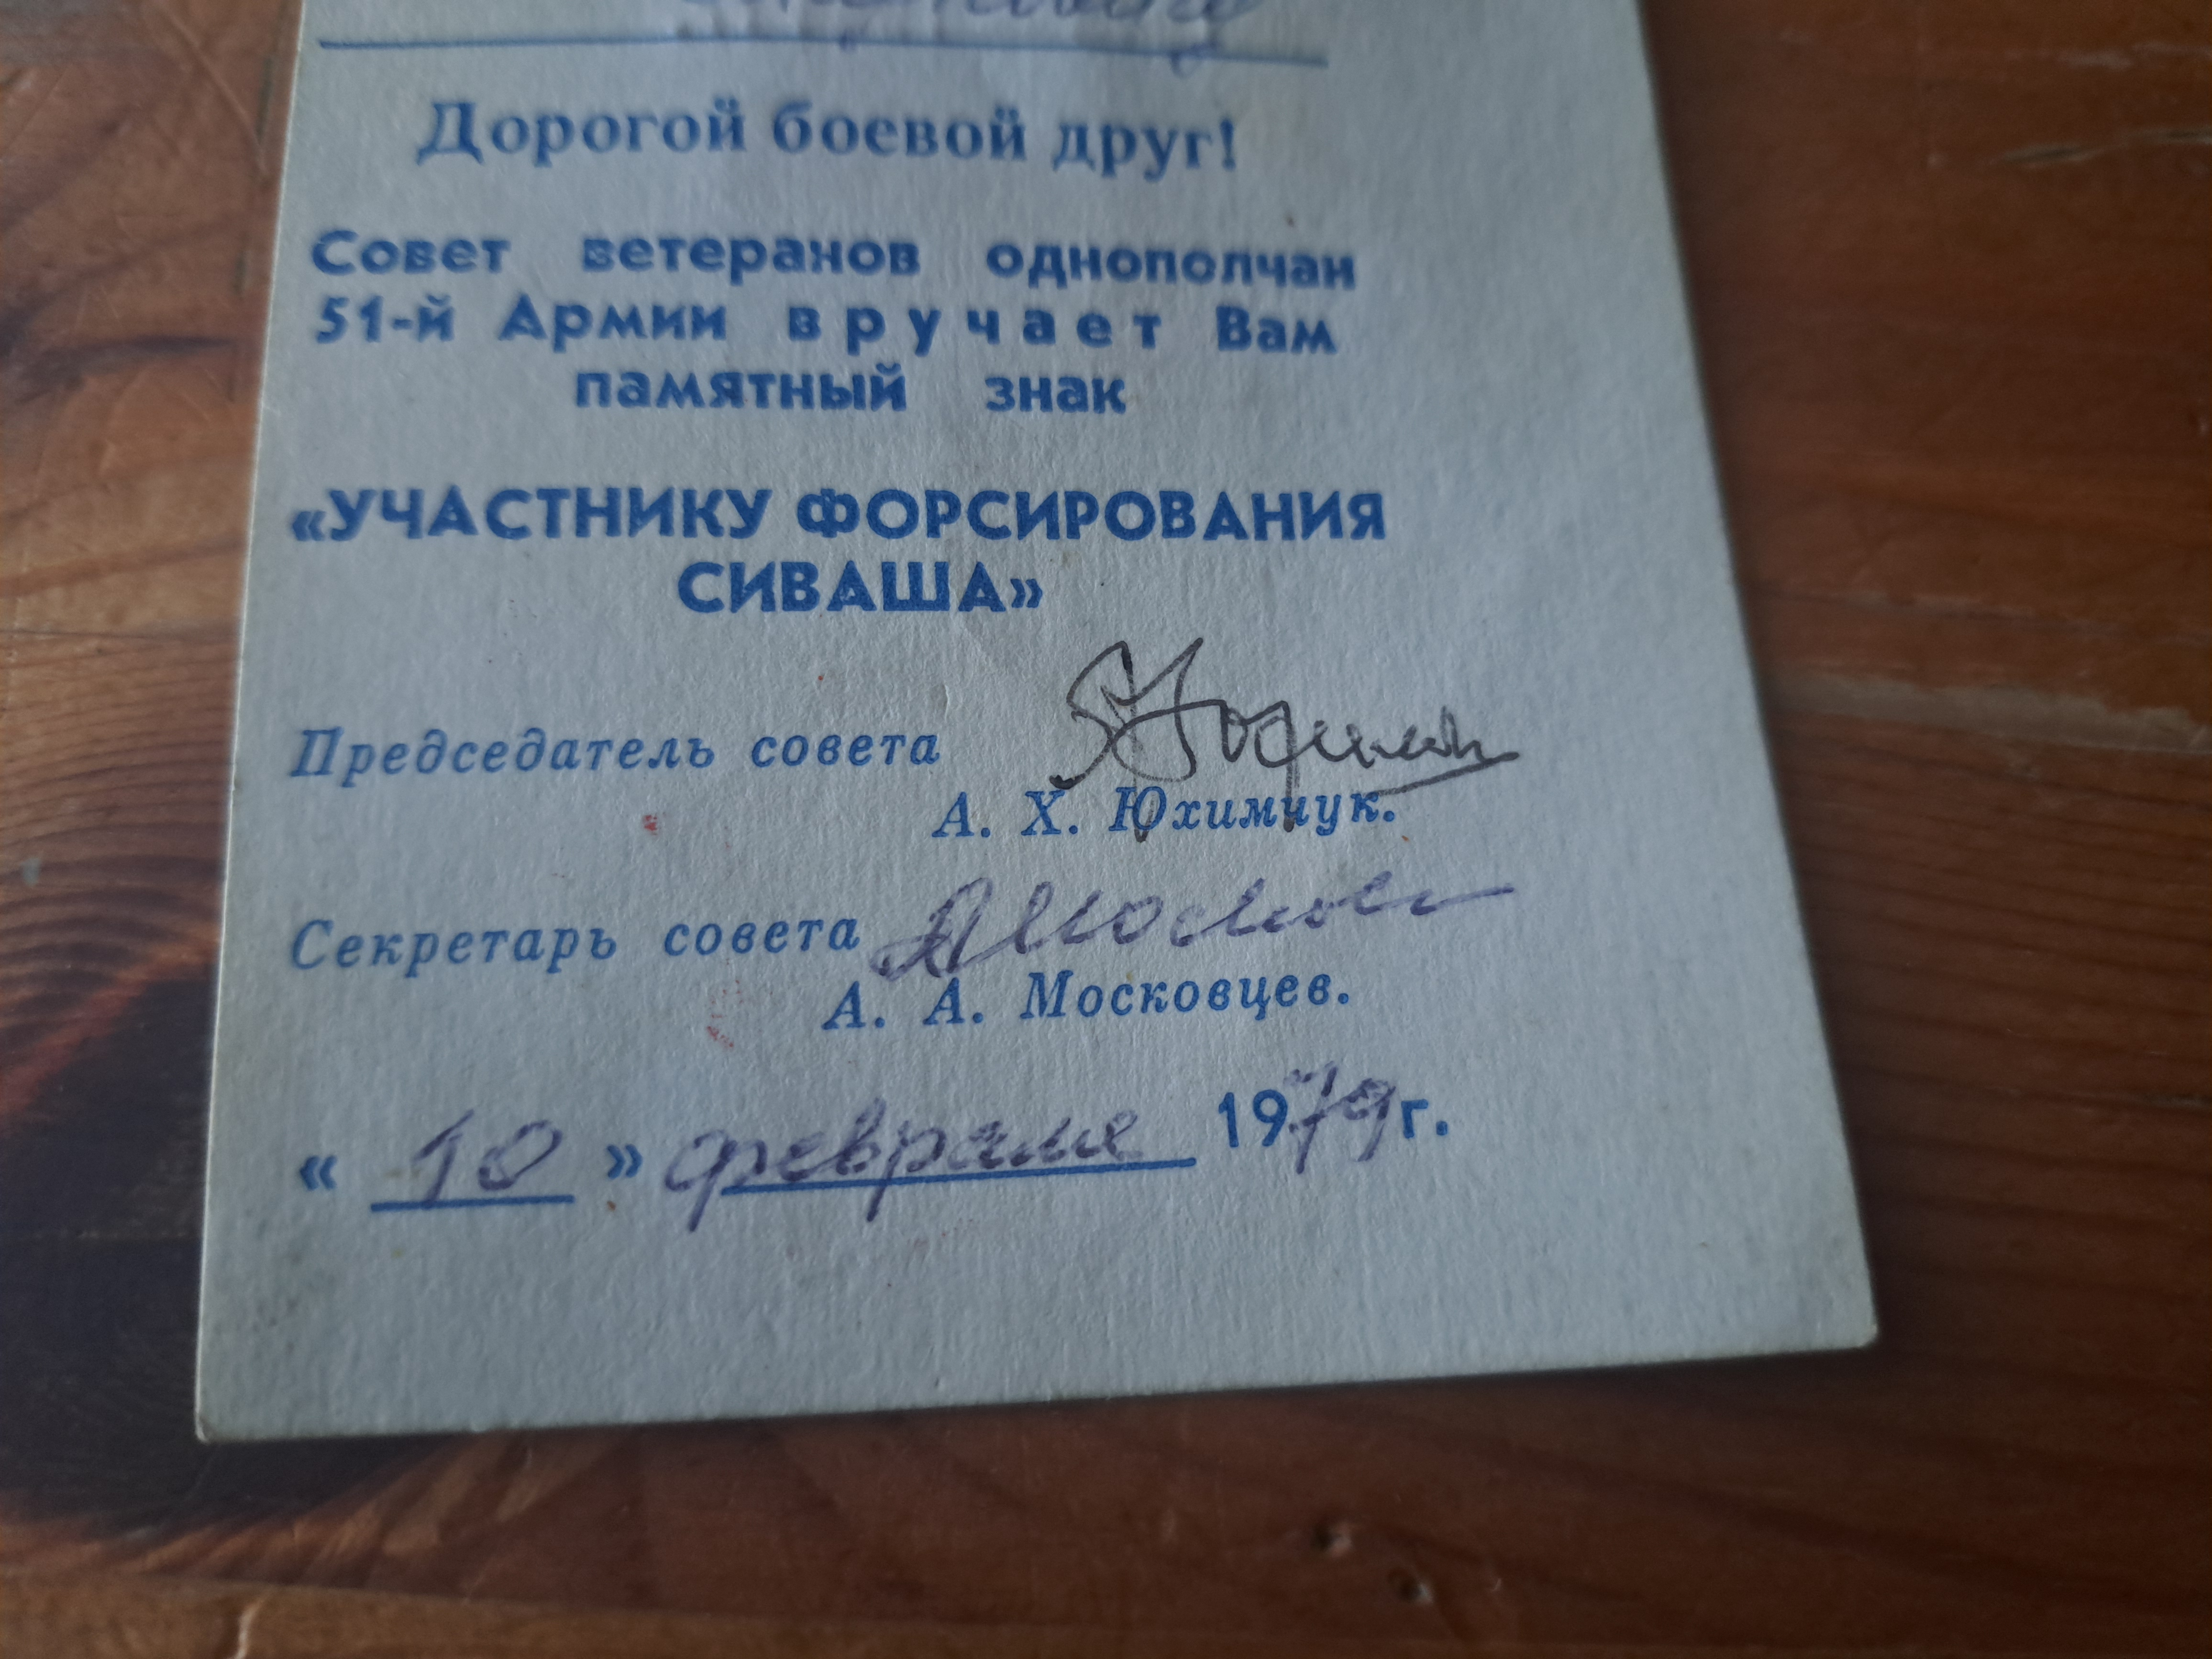 Дорогой боевой друг!
Совет ветеранов однополчан
51-й Армии вручает Вам
памятный знак
«УЧАСТНИКУ ФОРСИРОВАНИЯ
СИВАША»
Председатель совета
А. Х. Юхимчук.
Секретарь совета
А. А. Московцев.
« 10 » февраля 1979 г.